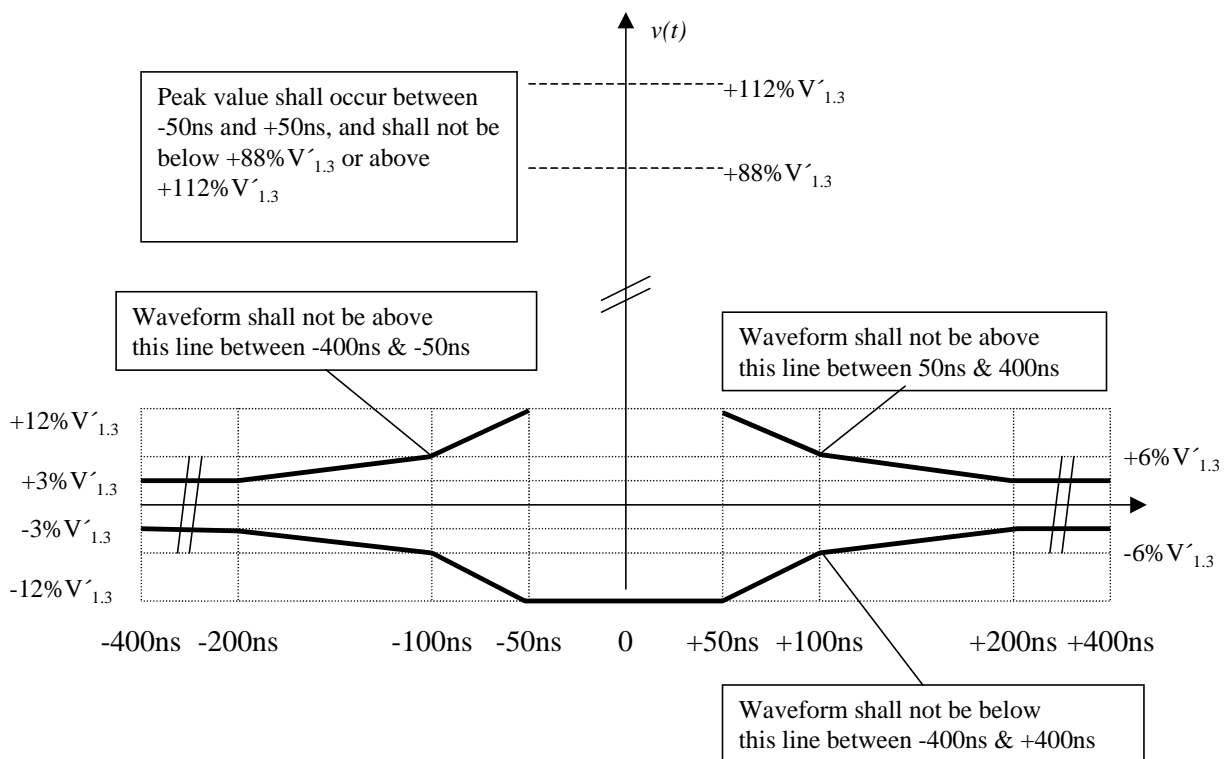 v(t)
Peak value shall occur between
-50ns and +50ns, and shall not be
below +88%V´1.3 or above
+112%V´1.3
+112%V´1.3
+88%V´1.3
Waveform shall not be above
this line between -400ns & -50ns
Waveform shall not be above
this line between 50ns & 400ns
+12%V´1.3
+3%V´1.3
-3%V´1.3
-12%V´1.3
+6%V´1.3
-6%V´1.3
-400ns -200ns -100ns -50ns 0 +50ns +100ns +200ns +400ns
Waveform shall not be below
this line between -400ns & +400ns